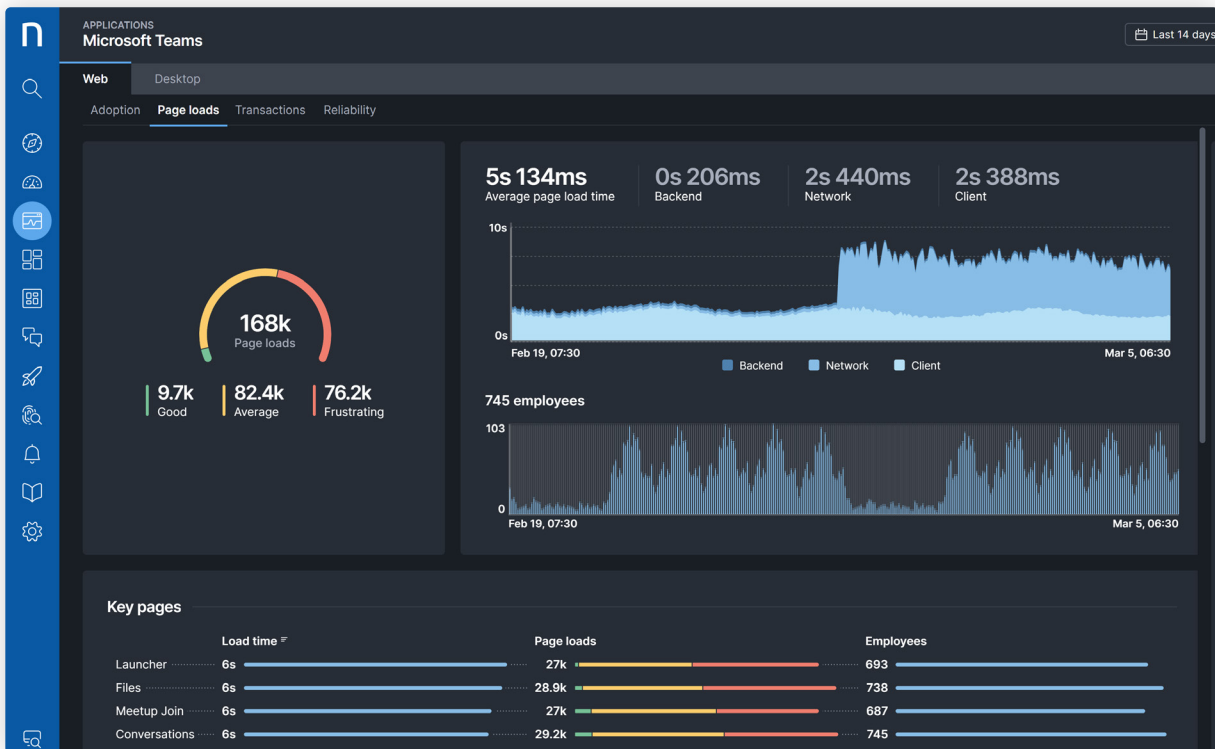 n
APPLICATIONS
Microsoft Teams
Last 14 days
Web Desktop
Adoption Page loads Transactions Reliability
168k
Page loads
9.7k 82.4k 76.2k
Good Average Frustrating
5s 134ms 0s 206ms 2s 440ms 2s 388ms
Average page load time Backend Network Client
10s
0s
Feb 19, 07:30 Mar 5, 06:30
Backend Network Client
745 employees
103
0
Feb 19, 07:30 Mar 5, 06:30
Key pages
Load time Page loads Employees
Launcher 6s 27k 693
Files 6s 28.9k 738
Meetup Join 6s 27k 687
Conversations 6s 29.2k 745